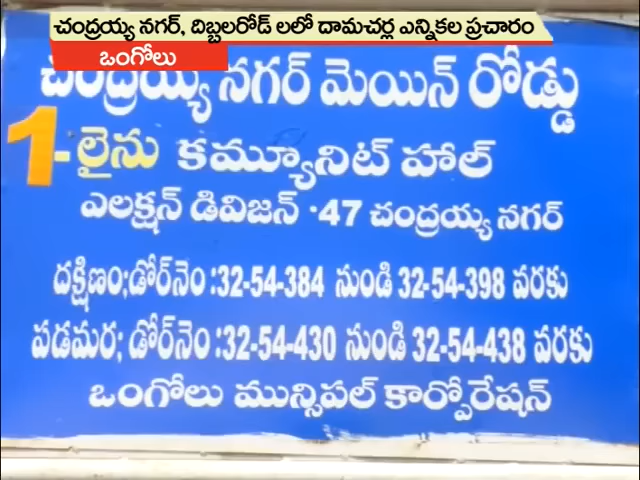 చంద్రయ్య నగర్, దిబ్బలరోడ్ లలో దామచర్ల ఎన్నికల ప్రచారం
ఒంగోలు
చంద్రయ్య నగర్ మెయిన్ రోడ్డు
1-లైను కమ్యూనిట్ హాల్
ఎలక్షన్ డివిజన్ ·47 చంద్రయ్య నగర్
దక్షిణం;డోర్‌నెం :32-54-384 నుండి 32-54-398 వరకు
పడమర; డోర్‌నెం :32-54-430 నుండి 32-54-438 వరకు
ఒంగోలు మున్సిపల్ కార్పోరేషన్